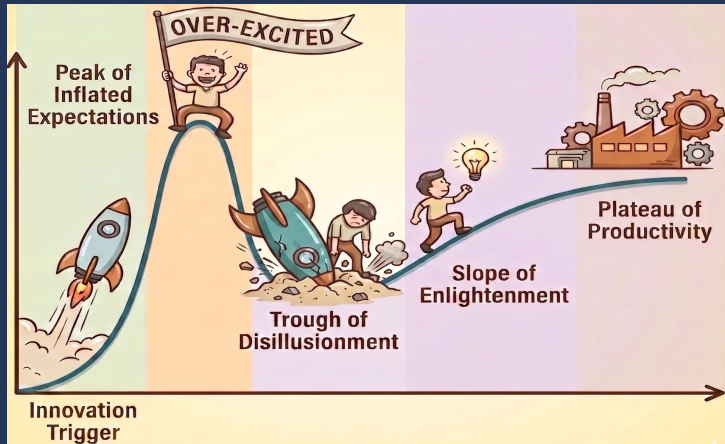 OVER-EXCITED
Peak of
Inflated
Expectations
Trough of
Disillusionment
Slope of
Enlightenment
Plateau of
Productivity
Innovation
Trigger